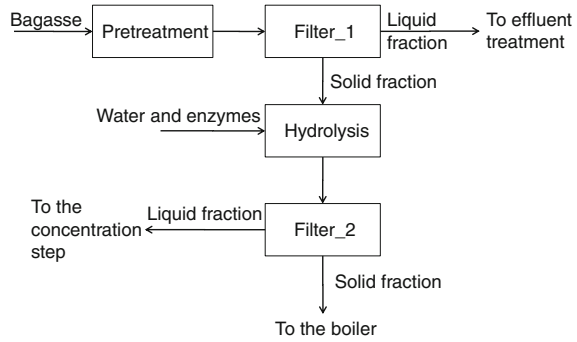 Bagasse
Pretreatment
Filter_1
Liquid
fraction
To effluent
treatment
Solid fraction
Water and enzymes
Hydrolysis
To the
concentration
step
Liquid fraction
Filter_2
Solid fraction
To the boiler